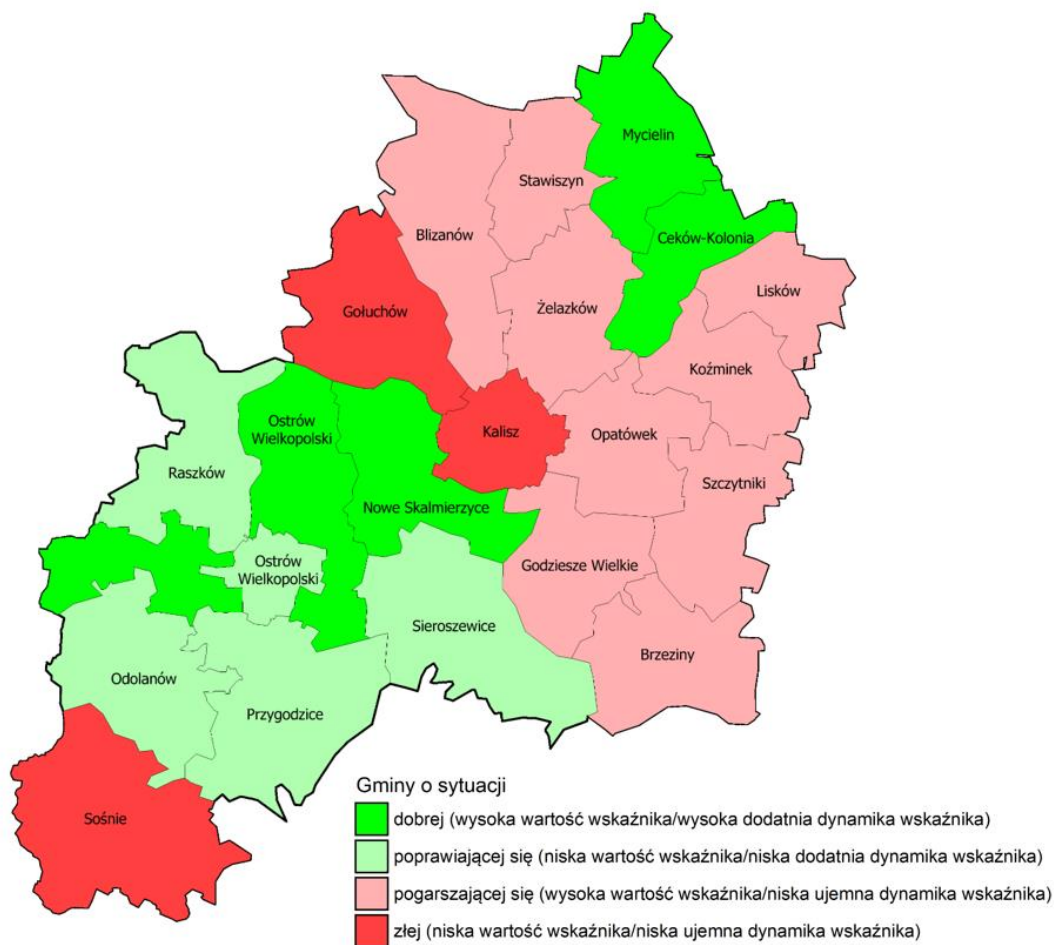 Mycielin
Stawiszyn
Blizanów
Ceków-Kolonia
Lisków
Gołuchów
Żelazków
Koźminek
Ostrów
Wielkopolski
Kalisz
Opatówek
Raszków
Szczytniki
Nowe Skalmierzyce
Ostrów
Wielkopolski
Godziesze Wielkie
Sieroszewice
Brzeziny
Odolanów
Przygodzice
Sośnie
Gminy o sytuacji
dobrej (wysoka wartość wskaźnika/wysoka dodatnia dynamika wskaźnika)
poprawiającej się (niska wartość wskaźnika/niska dodatnia dynamika wskaźnika)
pogarszającej się (wysoka wartość wskaźnika/niska ujemna dynamika wskaźnika)
złej (niska wartość wskaźnika/niska ujemna dynamika wskaźnika)